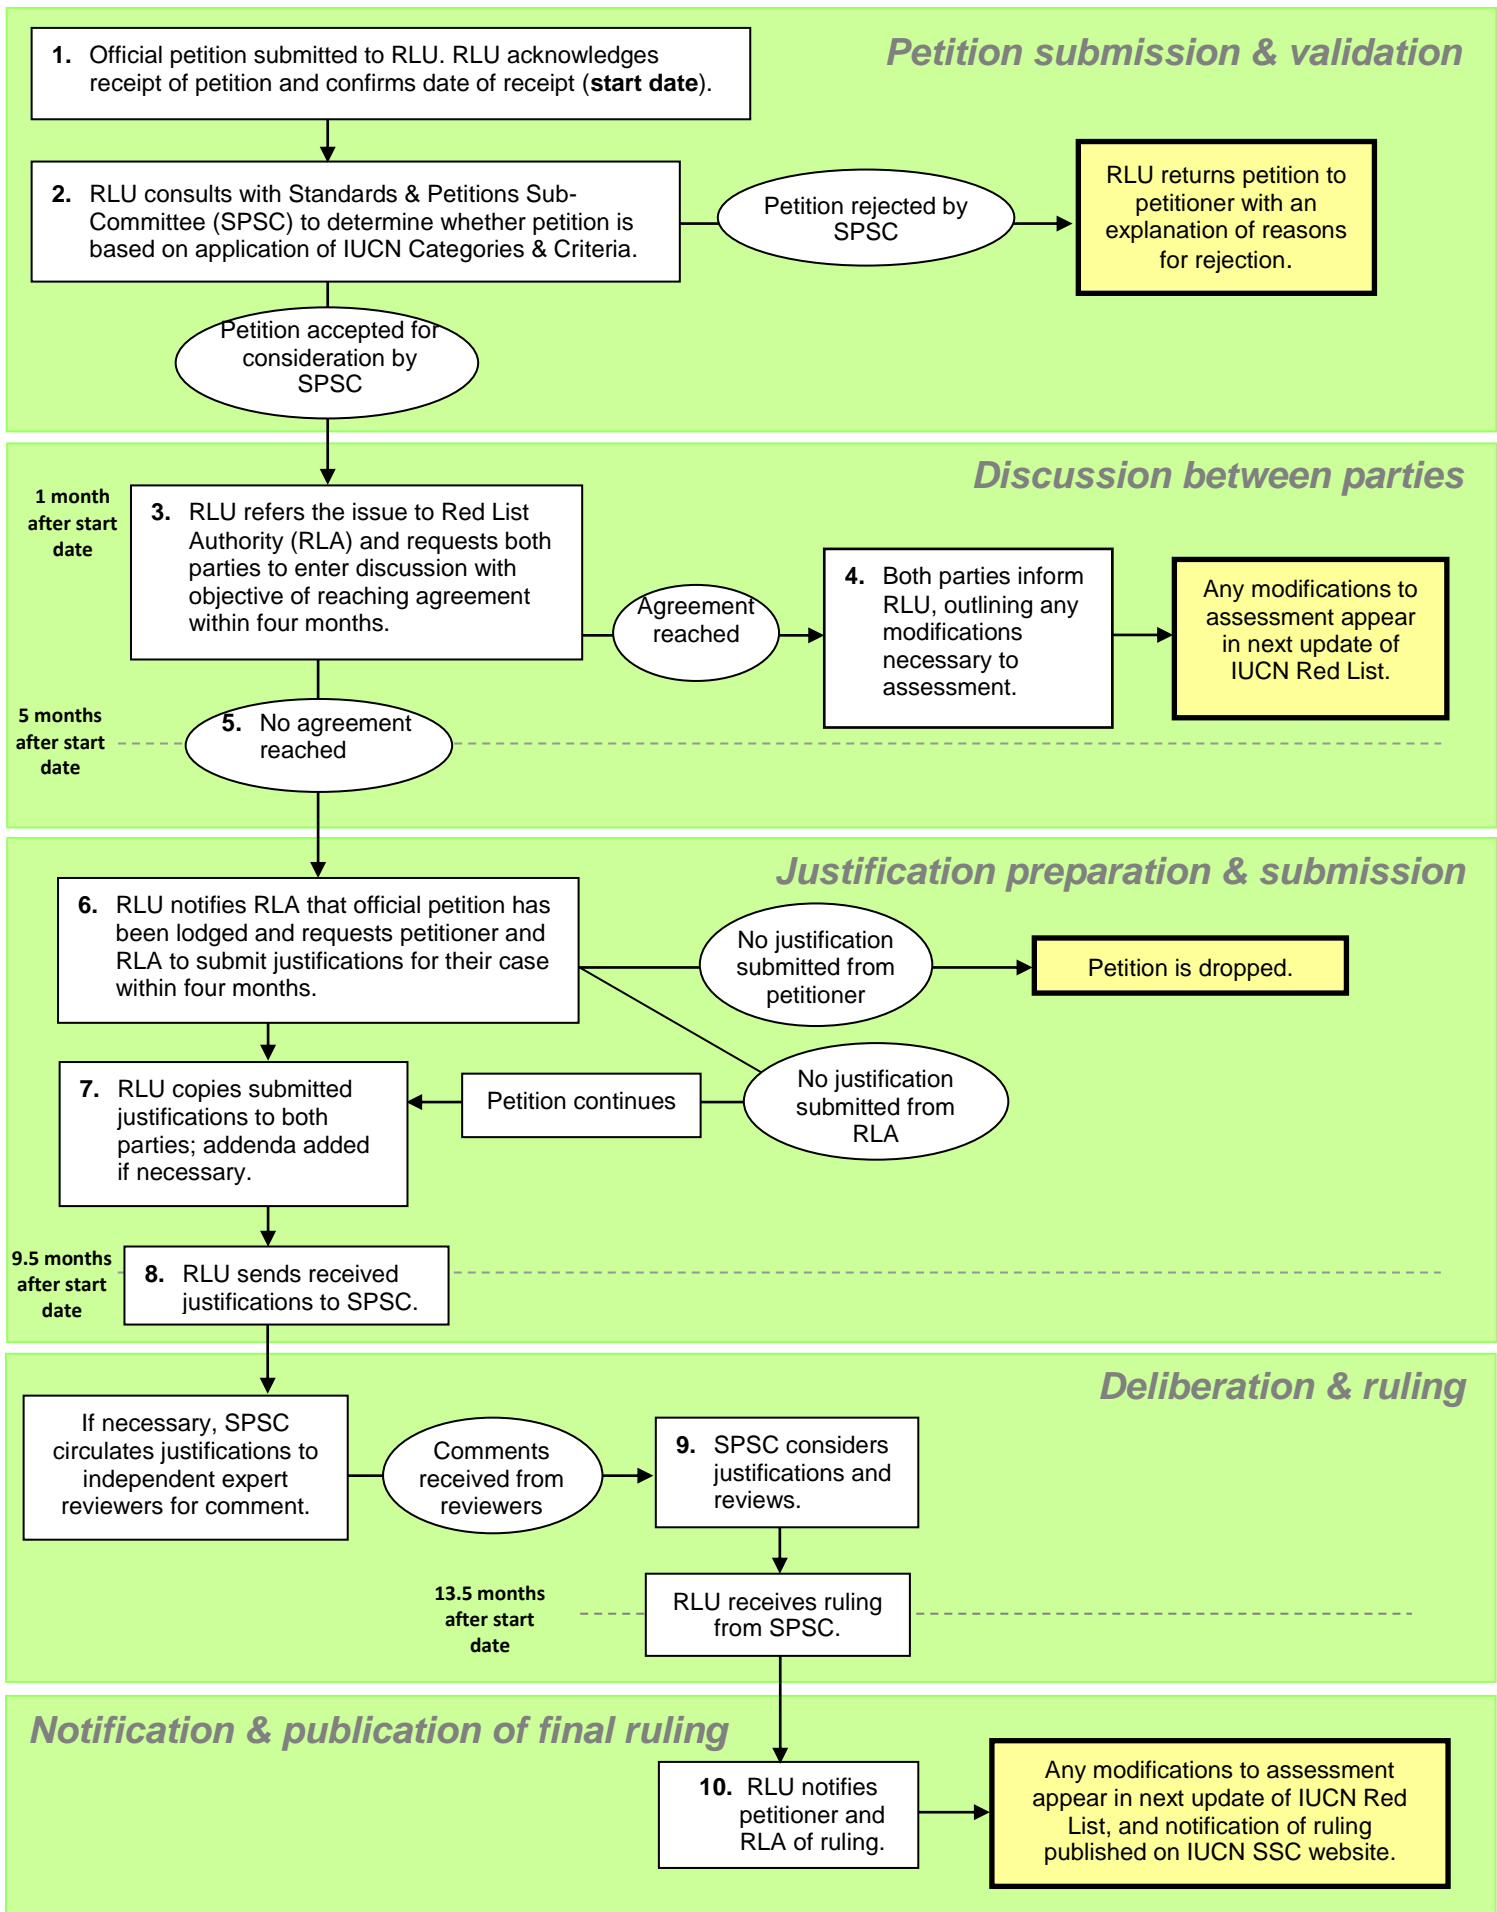 Petition submission & validation
1. Official petition submitted to RLU. RLU acknowledges
receipt of petition and confirms date of receipt (start date).
2. RLU consults with Standards & Petitions Sub-
Committee (SPSC) to determine whether petition is
based on application of IUCN Categories & Criteria.
Petition rejected by
SPSC
RLU returns petition to
petitioner with an
explanation of reasons
for rejection.
Petition accepted for
consideration by
SPSC
Discussion between parties
1 month
after start
date
3. RLU refers the issue to Red List
Authority (RLA) and requests both
parties to enter discussion with
objective of reaching agreement
within four months.
Agreement
reached
4. Both parties inform
RLU, outlining any
modifications
necessary to
assessment.
Any modifications to
assessment appear
in next update of
IUCN Red List.
5 months
after start
date
5. No agreement
reached
Justification preparation & submission
6. RLU notifies RLA that official petition has
been lodged and requests petitioner and
RLA to submit justifications for their case
within four months.
No justification
submitted from
petitioner
Petition is dropped.
7. RLU copies submitted
justifications to both
parties; addenda added
if necessary.
Petition continues
No justification
submitted from
RLA
9.5 months
after start
date
8. RLU sends received
justifications to SPSC.
Deliberation & ruling
If necessary, SPSC
circulates justifications to
independent expert
reviewers for comment.
Comments
received from
reviewers
9. SPSC considers
justifications and
reviews.
13.5 months
after start
date
RLU receives ruling
from SPSC.
Notification & publication of final ruling
10. RLU notifies
petitioner and
RLA of ruling.
Any modifications to assessment
appear in next update of IUCN Red
List, and notification of ruling
published on IUCN SSC website.